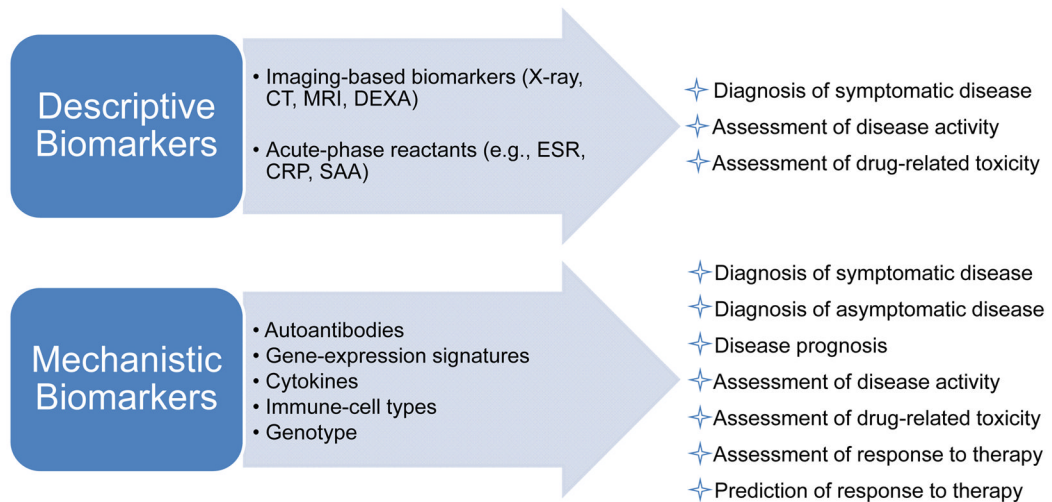 Descriptive
Biomarkers
• Imaging-based biomarkers (X-ray,
CT, MRI, DEXA)
• Acute-phase reactants (e.g., ESR,
CRP, SAA)
Diagnosis of symptomatic disease
Assessment of disease activity
Assessment of drug-related toxicity
Mechanistic
Biomarkers
• Autoantibodies
• Gene-expression signatures
• Cytokines
• Immune-cell types
• Genotype
Diagnosis of symptomatic disease
Diagnosis of asymptomatic disease
Disease prognosis
Assessment of disease activity
Assessment of drug-related toxicity
Assessment of response to therapy
Prediction of response to therapy